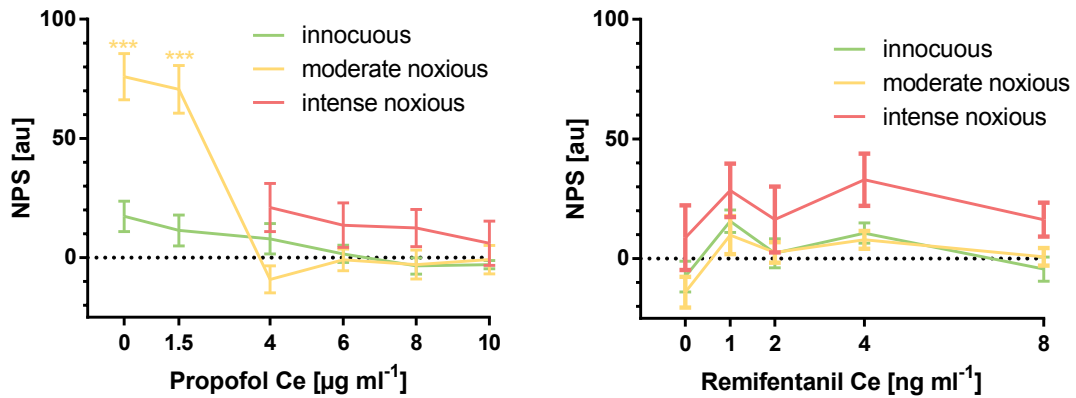 100
50
0
NPS [au]
***
***
innocuous
moderate noxious
intense noxious
0
1.5
4
6
8
10
Propofol Ce [µg ml-1]
100
50
0
NPS [au]
innocuous
moderate noxious
intense noxious
0
1
2
4
8
Remifentanil Ce [ng ml-1]